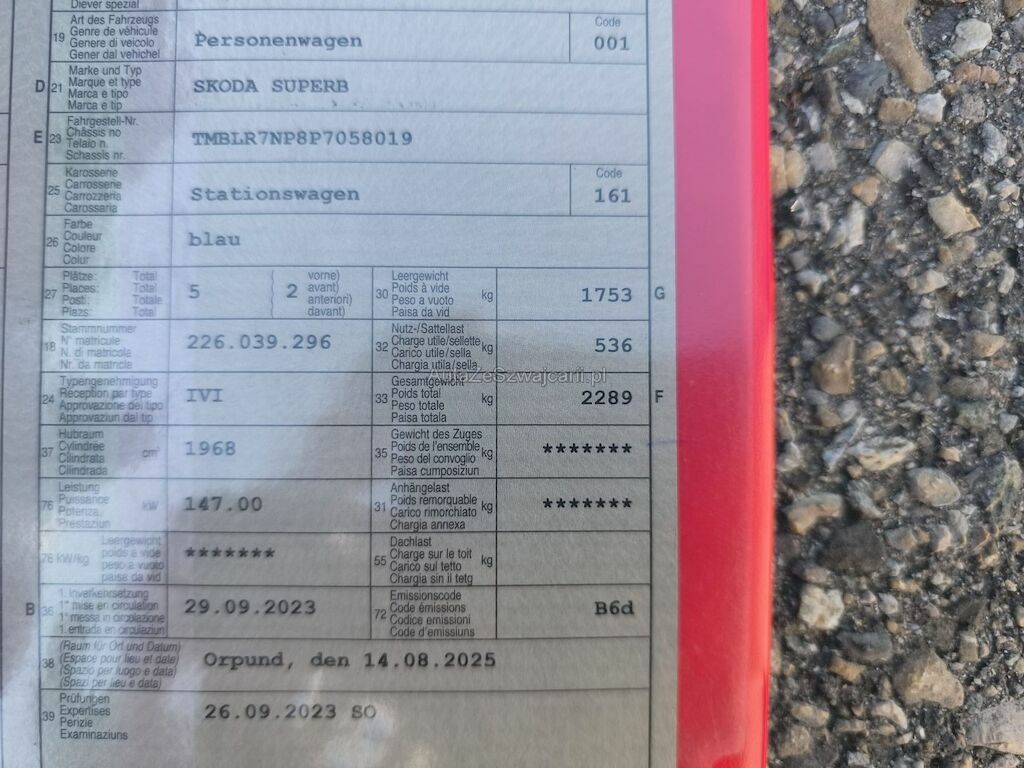 Diever spezial
19 Art des Fahrzeugs
Genre de véhicule
Genere di veicolo
Gener dal vehichel
Personenwagen
Code
001
D 21 Marke und Typ
Marque et type
Marca e tipo
Marca e tip
SKODA SUPERB
E 23 Fahrgestell-Nr.
Châssis no
Telaio n.
Schassis nr.
TMBLR7NP8P7058019
25 Karosserie
Carrosserie
Carrozzeria
Carossaria
Stationswagen
Code
161
26 Farbe
Couleur
Colore
Colur
blau
27 Plätze: Total
Places: Total
Posti: Totale
Plazs: Total
5 ( 2 vorne)
avant)
anteriori)
davant)
30 Leergewicht
Poids à vide
Peso a vuoto
Paisa da vid
kg
1753 G
18 Stammnummer
N° matricule
N. di matricola
Nr. da matricla
226.039.296
32 Nutz-/Sattellast
Charge utile/sellette
Carico utile/sella
Chargia utila/sella
kg
536
AutaZeSzwajcarii.pl
24 Typengenehmigung
Réception par type
Approvazione del tipo
Approvaziun dal tip
IVI
33 Gesamtgewicht
Poids total
Peso totale
Paisa totala
kg
2289 F
37 Hubraum
Cylindrée
Cilindrata
Cilindrada
cm³
1968
35 Gewicht des Zuges
Poids de l'ensemble
Peso del convoglio
Paisa cumposiziun
kg
*******
76 Leistung
Puissance
Potenza
Prestaziun
kW
147.00
31 Anhängelast
Poids remorquable
Carico rimorchiato
Chargia annexa
kg
*******
78 kW/kg Leergewicht
poids à vide
peso a vuoto
paisa da vid
*******
55 Dachlast
Charge sur le toit
Carico sul tetto
Chargia sin il tetg
kg
B 36 1. Inverkehrsetzung
1re mise en circulation
1a messa in circolazione
1. entrada en circulaziun
29.09.2023
72 Emissionscode
Code émissions
Codice emissioni
Code d'emissiuns
B6d
38 (Raum für Ort und Datum)
(Espace pour lieu et date)
(Spazio per luogo e data)
(Spazi per lieu e data)
Orpund, den 14.08.2025
39 Prüfungen
Expertises
Perizie
Examinaziuns
26.09.2023 SO